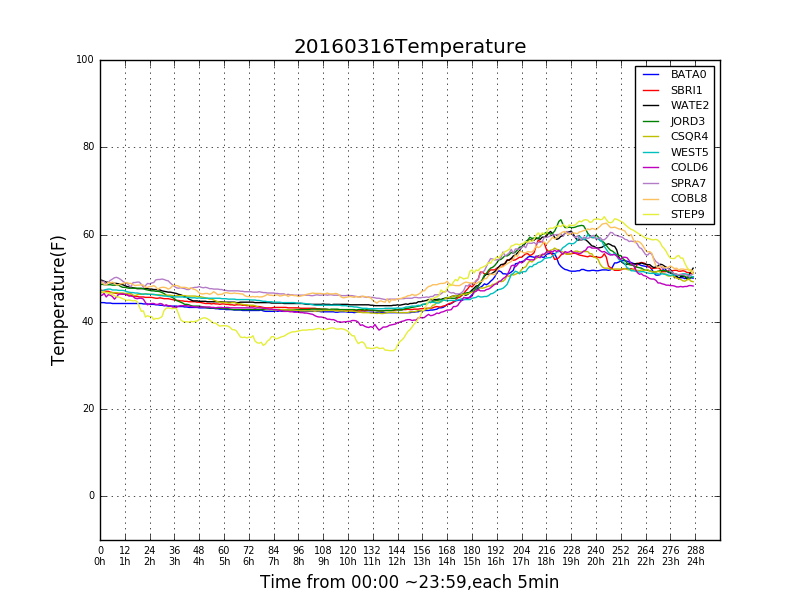 20160316Temperature
100
80
60
40
20
0
Temperature(F)
BATA0
SBRI1
WATE2
JORD3
CSQR4
WEST5
COLD6
SPRA7
COBL8
STEP9
0 12 24 36 48 60 72 84 96 108 120 132 144 156 168 180 192 204 216 228 240 252 264 276 288
0h 1h 2h 3h 4h 5h 6h 7h 8h 9h 10h 11h 12h 13h 14h 15h 16h 17h 18h 19h 20h 21h 22h 23h 24h
Time from 00:00 ~23:59,each 5min